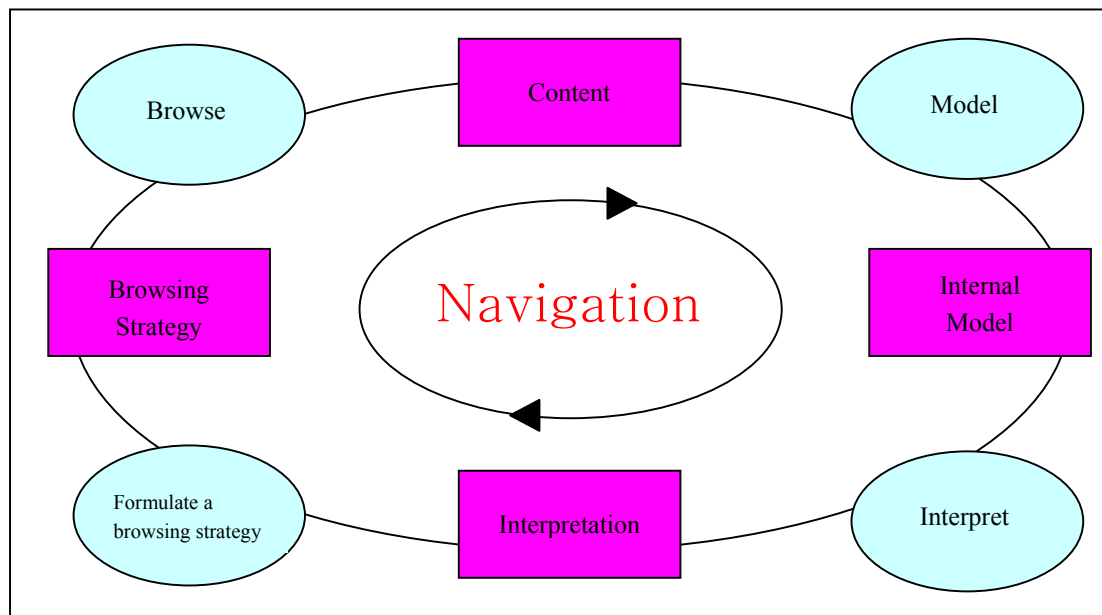 Content
Browse
Model
Browsing
Strategy
Navigation
Internal
Model
Formulate a
browsing strategy
Interpretation
Interpret